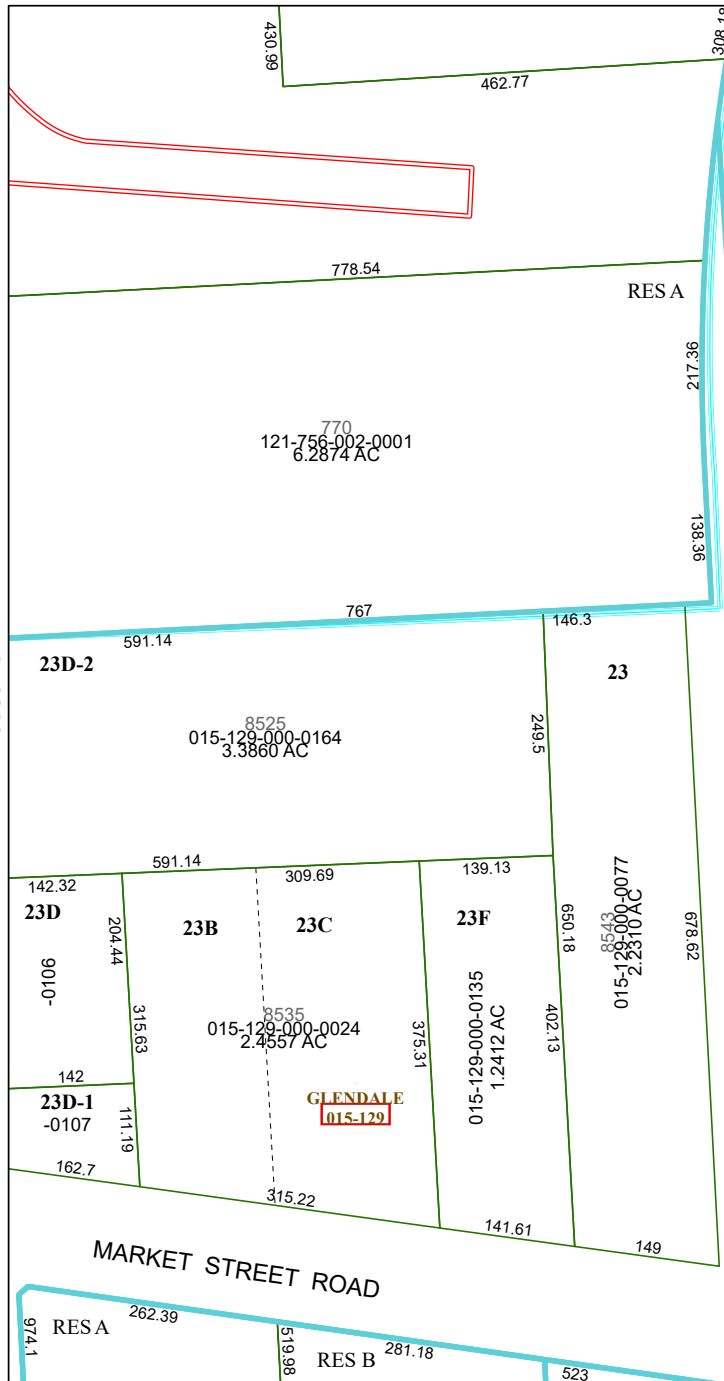 430.99
308.18
462.77
778.54
RES A
217.36
770
121-756-002-0001
6.2874 AC
138.36
767
146.3
591.14
23D-2
23
8525
015-129-000-0164
3.3860 AC
249.5
591.14
309.69
139.13
142.32
23D
204.44
23B
23C
23F
650.18
8543
015-129-000-0077
2.2310 AC
678.62
-0106
315.63
8535
015-129-000-0024
2.4557 AC
375.31
015-129-000-0135
1.2412 AC
402.13
142
23D-1
-0107
111.19
GLENDALE
015-129
162.7
315.22
141.61
149
MARKET STREET ROAD
974.1
RES A
262.39
519.98
RES B
281.18
523